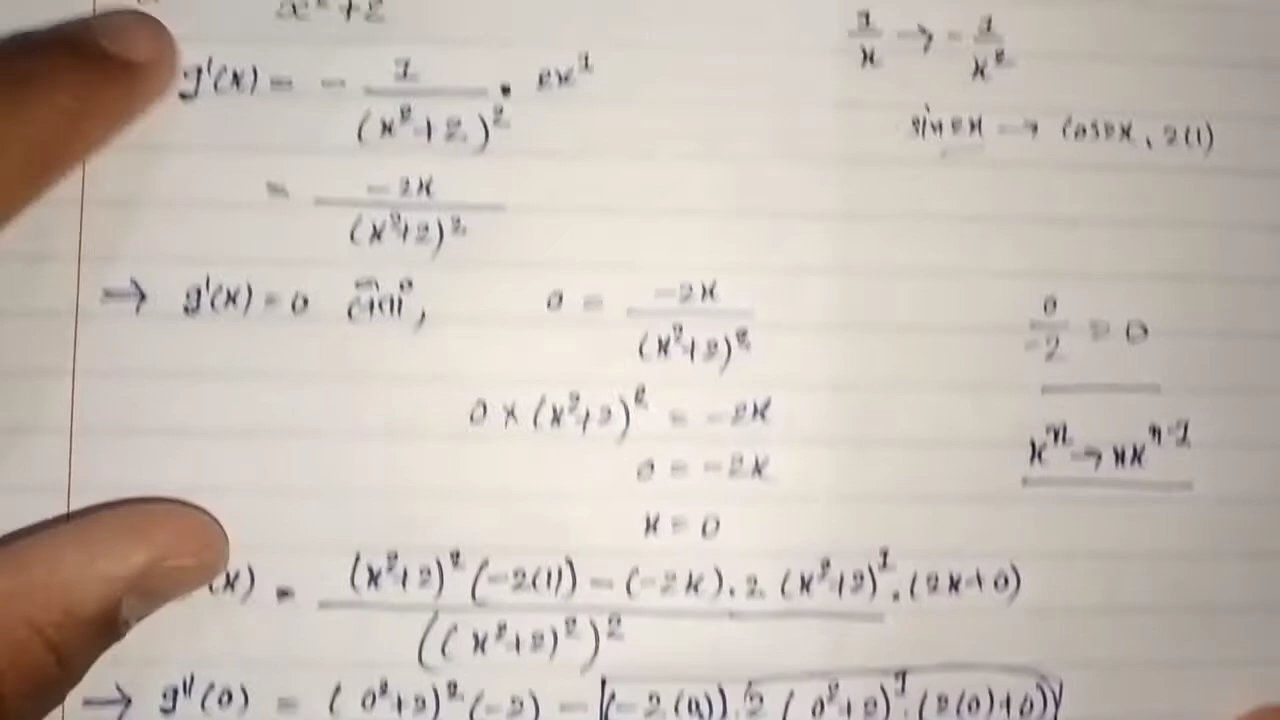 x²+2
g'(x) = - 1/(x²+2)² · 2x¹
1/x → - 1/x²
sin2x → cos2x . 2(1)
= -2x/(x²+2)²
→ g'(x) = 0
0 = -2x/(x²+2)²
0/-2 = 0
0 × (x²+2)² = -2x
xⁿ → nxⁿ⁻¹
0 = -2x
x = 0
(x) = (x²+2)² (-2(1)) - (-2x) . 2 (x²+2)¹ . (2x+0) / ((x²+2)²)²
→ g''(0) = (0²+2)² (-2) - (-2(0)) . 2 (0²+2)¹ . (2(0)+0)